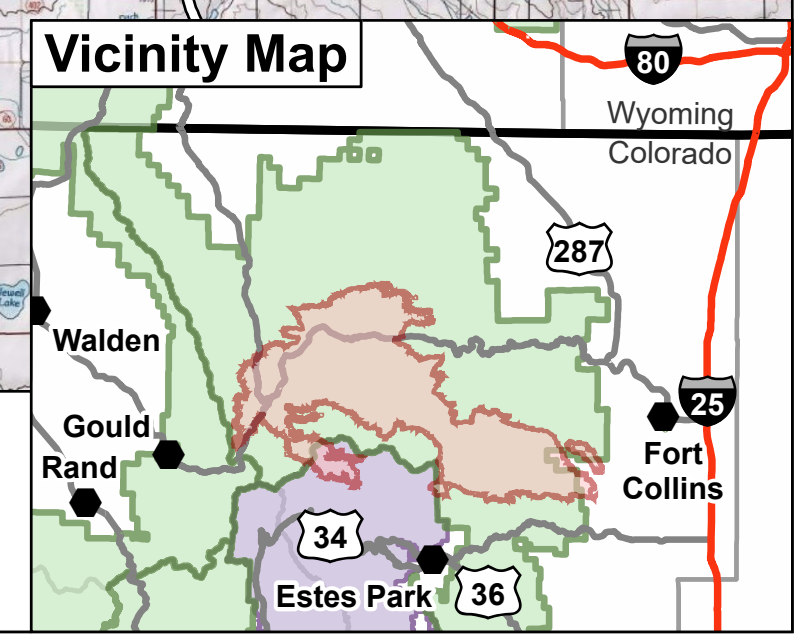 Vicinity Map
80
Wyoming
Colorado
287
Walden
Gould
Rand
25
Fort
Collins
34
Estes Park
36